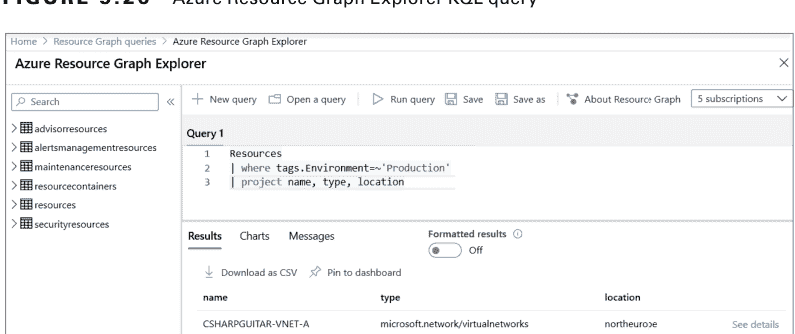 FIGURE 5.20 Azure Resource Graph Explorer KQL query
Home > Resource Graph queries > Azure Resource Graph Explorer
Azure Resource Graph Explorer
Search
New query Open a query Run query Save Save as About Resource Graph 5 subscriptions
advisorresources
alertsmanagementresources
maintenanceresources
resourcecontainers
resources
securityresources
Query 1
1 Resources
2 | where tags.Environment=~'Production'
3 | project name, type, location
Results Charts Messages Formatted results
Off
Download as CSV Pin to dashboard
name type location
CSHARPGUITAR-VNET-A microsoft.network/virtualnetworks northeurope See details